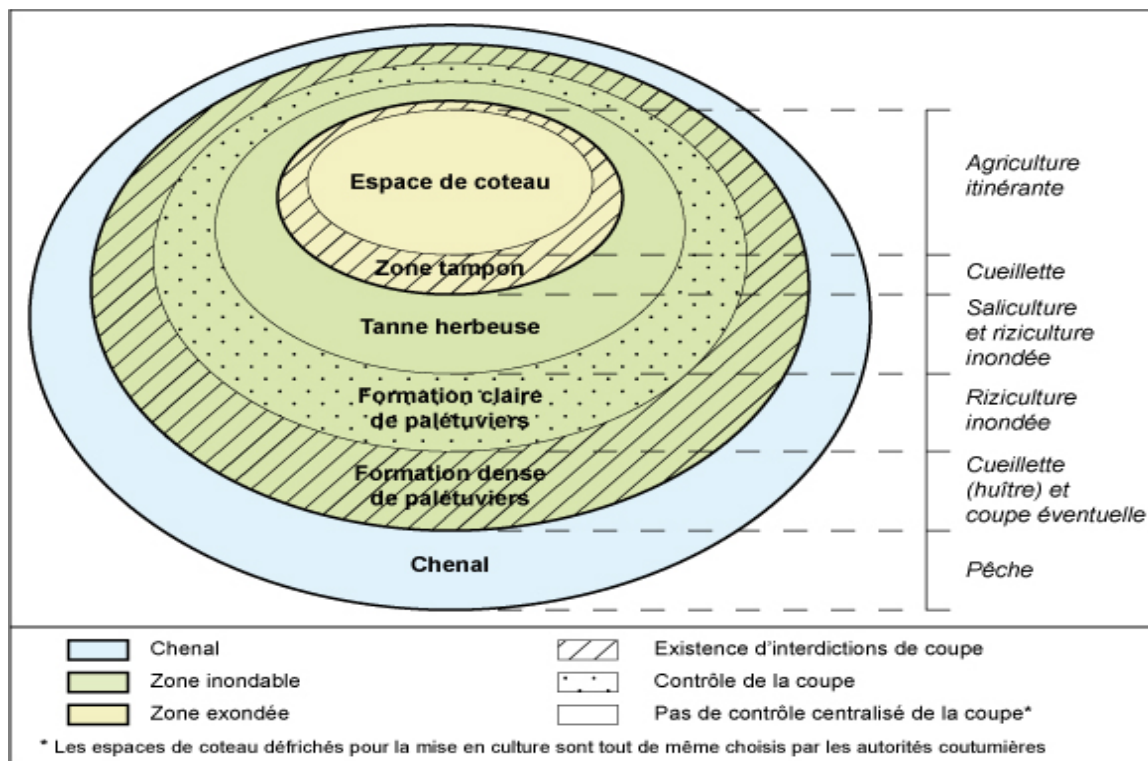 Espace de coteau
Zone tampon
Tanne herbeuse
Formation claire
de palétuviers
Formation dense
de palétuviers
Chenal
Agriculture
itinérante
Cueillette
Saliculture
et riziculture
inondée
Riziculture
inondée
Cueillette
(huître) et
coupe éventuelle
Pêche
Chenal
Zone inondable
Zone exondée
Existence d'interdictions de coupe
Contrôle de la coupe
Pas de contrôle centralisé de la coupe*
* Les espaces de coteau défrichés pour la mise en culture sont tout de même choisis par les autorités coutumières